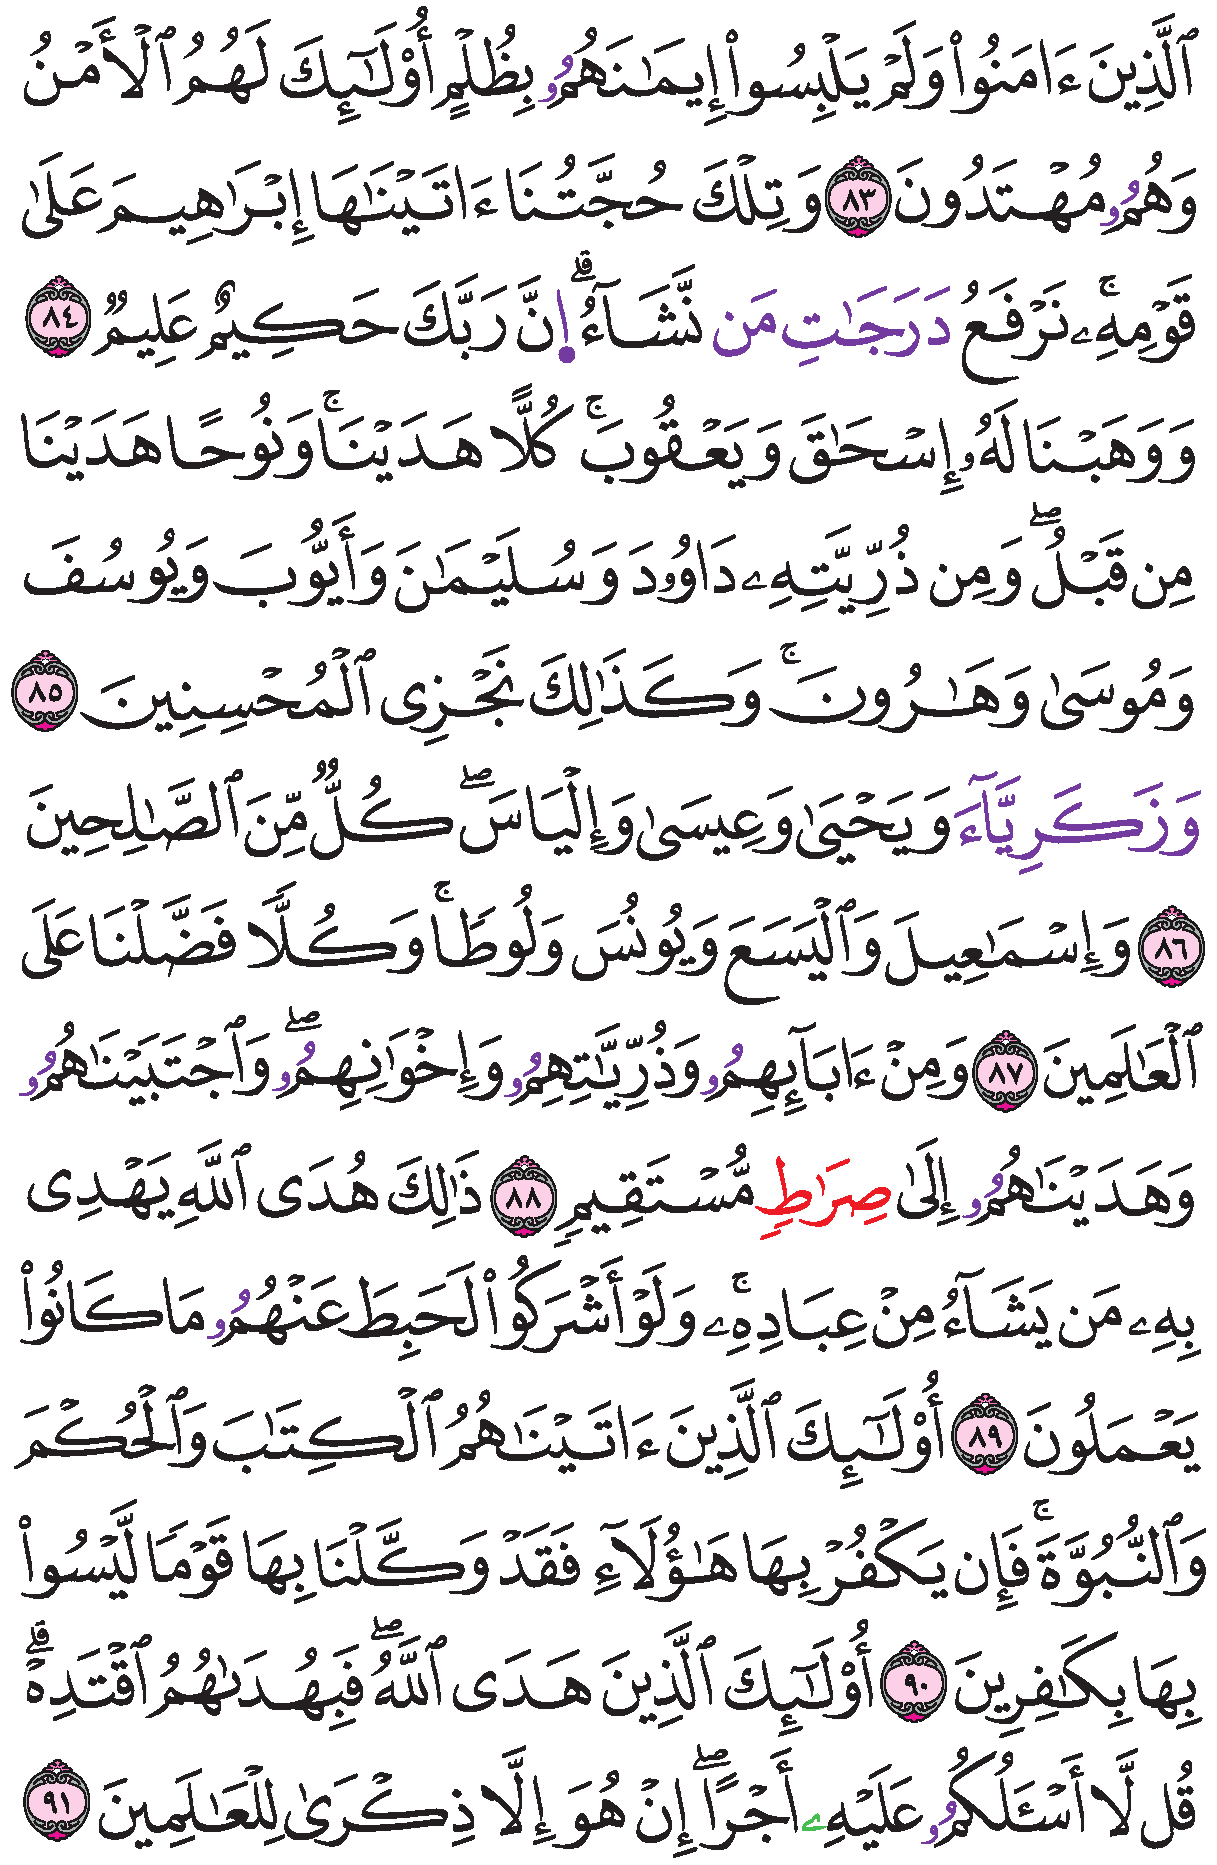 ٱلَّذِينَ ءَامَنُوا۟ وَلَمْ يَلْبِسُوٓا۟ إِيمَـٰنَهُمُۥ بِظُلْمٍ أُو۟لَـٰٓئِكَ لَهُمُ ٱلْأَمْنُ
وَهُمُۥ مُهْتَدُونَ ٨٣ وَتِلْكَ حُجَّتُنَا ءَاتَيْنَـٰهَا إِبْرَٰهِيمَ عَلَىٰ
قَوْمِهِۦ ۚ نَرْفَعُ دَرَجَـٰتِ مَن نَّشَآءُ ۗ إِنَّ رَبَّكَ حَكِيمٌ عَلِيمٌ ٨٤
وَوَهَبْنَا لَهُۥ إِسْحَـٰقَ وَيَعْقُوبَ ۚ كُلًّا هَدَيْنَا ۚ وَنُوحًا هَدَيْنَا
مِن قَبْلُ ۖ وَمِن ذُرِّيَّتِهِۦ دَاوُۥدَ وَسُلَيْمَـٰنَ وَأَيُّوبَ وَيُوسُفَ
وَمُوسَىٰ وَهَـٰرُونَ ۚ وَكَذَٰلِكَ نَجْزِى ٱلْمُحْسِنِينَ ٨٥
وَزَكَرِيَّآءَ وَيَحْيَىٰ وَعِيسَىٰ وَإِلْيَاسَ ۖ كُلٌّ مِّنَ ٱلصَّـٰلِحِينَ
٨٦ وَإِسْمَـٰعِيلَ وَٱلْيَسَعَ وَيُونُسَ وَلُوطًا ۚ وَكُلًّا فَضَّلْنَا عَلَى
ٱلْعَـٰلَمِينَ ٨٧ وَمِنْ ءَابَآئِهِمُۥ وَذُرِّيَّـٰتِهِمُۥ وَإِخْوَٰنِهِمُۥ ۖ وَٱجْتَبَيْنَـٰهُمُۥ
وَهَدَيْنَـٰهُمُۥ إِلَىٰ صِرَٰطٍ مُّسْتَقِيمٍ ٨٨ ذَٰلِكَ هُدَى ٱللَّهِ يَهْدِى
بِهِۦ مَن يَشَآءُ مِنْ عِبَادِهِۦ ۚ وَلَوْ أَشْرَكُوا۟ لَحَبِطَ عَنْهُمُۥ مَا كَانُوا۟
يَعْمَلُونَ ٨٩ أُو۟لَـٰٓئِكَ ٱلَّذِينَ ءَاتَيْنَـٰهُمُ ٱلْكِتَـٰبَ وَٱلْحُكْمَ
وَٱلنُّبُوَّةَ ۚ فَإِن يَكْفُرْ بِهَا هَـٰٓؤُلَآءِ فَقَدْ وَكَّلْنَا بِهَا قَوْمًا لَّيْسُوا۟
بِهَا بِكَـٰفِرِينَ ٩٠ أُو۟لَـٰٓئِكَ ٱلَّذِينَ هَدَى ٱللَّهُ ۖ فَبِهُدَىٰهُمُ ٱقْتَدِهْ ۗ
قُل لَّا أَسْـَٔلُكُمُۥ عَلَيْهِۦ أَجْرًا ۖ إِنْ هُوَ إِلَّا ذِكْرَىٰ لِلْعَـٰلَمِينَ ٩١